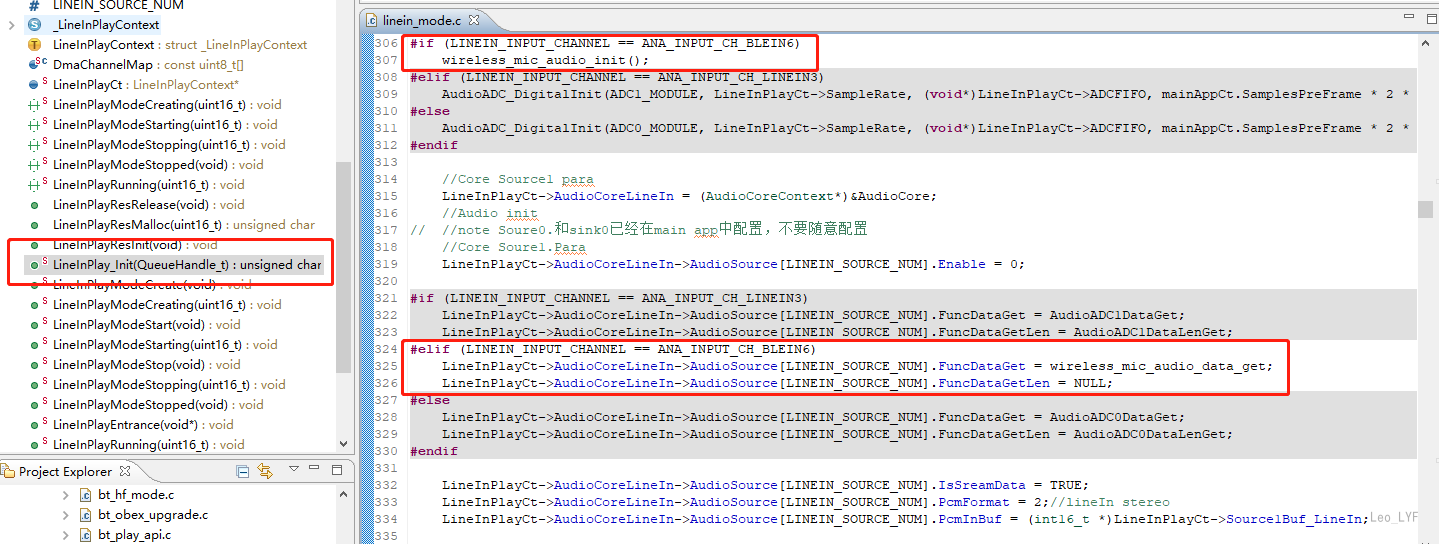 LINEIN_SOURCE_NUM
_LineInPlayContext
LineInPlayContext : struct _LineInPlayContext
DmaChannelMap : const uint8_t[]
LineInPlayCt : LineInPlayContext*
LineInPlayModeCreating(uint16_t) : void
LineInPlayModeStarting(uint16_t) : void
LineInPlayModeStopping(uint16_t) : void
LineInPlayModeStopped(void) : void
LineInPlayRunning(uint16_t) : void
LineInPlayResRelease(void) : void
LineInPlayResMalloc(uint16_t) : unsigned char
LineInPlayResInit(void) : void
LineInPlay_Init(QueueHandle_t) : unsigned char
LineInPlayModeCreate(void) : void
LineInPlayModeCreating(uint16_t) : void
LineInPlayModeStart(void) : void
LineInPlayModeStarting(uint16_t) : void
LineInPlayModeStop(void) : void
LineInPlayModeStopping(uint16_t) : void
LineInPlayModeStopped(void) : void
LineInPlayEntrance(void*) : void
LineInPlayRunning(uint16_t) : void
Project Explorer
bt_hf_mode.c
bt_obex_upgrade.c
bt_play_api.c
linein_mode.c
306 #if (LINEIN_INPUT_CHANNEL == ANA_INPUT_CH_BLEIN6)
307 wireless_mic_audio_init();
308 #elif (LINEIN_INPUT_CHANNEL == ANA_INPUT_CH_LINEIN3)
309 AudioADC_DigitalInit(ADC1_MODULE, LineInPlayCt->SampleRate, (void*)LineInPlayCt->ADCFIFO, mainAppCt.SamplesPreFrame * 2 *
310 #else
311 AudioADC_DigitalInit(ADC0_MODULE, LineInPlayCt->SampleRate, (void*)LineInPlayCt->ADCFIFO, mainAppCt.SamplesPreFrame * 2 *
312 #endif
313
314 //Core Source1 para
315 LineInPlayCt->AudioCoreLineIn = (AudioCoreContext*)&AudioCore;
316 //Audio init
317 // //note Soure0.和sink0已经在main app中配置，不要随意配置
318 //Core Soure1.Para
319 LineInPlayCt->AudioCoreLineIn->AudioSource[LINEIN_SOURCE_NUM].Enable = 0;
320
321 #if (LINEIN_INPUT_CHANNEL == ANA_INPUT_CH_LINEIN3)
322 LineInPlayCt->AudioCoreLineIn->AudioSource[LINEIN_SOURCE_NUM].FuncDataGet = AudioADC1DataGet;
323 LineInPlayCt->AudioCoreLineIn->AudioSource[LINEIN_SOURCE_NUM].FuncDataGetLen = AudioADC1DataLenGet;
324 #elif (LINEIN_INPUT_CHANNEL == ANA_INPUT_CH_BLEIN6)
325 LineInPlayCt->AudioCoreLineIn->AudioSource[LINEIN_SOURCE_NUM].FuncDataGet = wireless_mic_audio_data_get;
326 LineInPlayCt->AudioCoreLineIn->AudioSource[LINEIN_SOURCE_NUM].FuncDataGetLen = NULL;
327 #else
328 LineInPlayCt->AudioCoreLineIn->AudioSource[LINEIN_SOURCE_NUM].FuncDataGet = AudioADC0DataGet;
329 LineInPlayCt->AudioCoreLineIn->AudioSource[LINEIN_SOURCE_NUM].FuncDataGetLen = AudioADC0DataLenGet;
330 #endif
331
332 LineInPlayCt->AudioCoreLineIn->AudioSource[LINEIN_SOURCE_NUM].IsSreamData = TRUE;
333 LineInPlayCt->AudioCoreLineIn->AudioSource[LINEIN_SOURCE_NUM].PcmFormat = 2;//lineIn stereo
334 LineInPlayCt->AudioCoreLineIn->AudioSource[LINEIN_SOURCE_NUM].PcmInBuf = (int16_t *)LineInPlayCt->Source1Buf_LineIn;
335
Leo_LYF